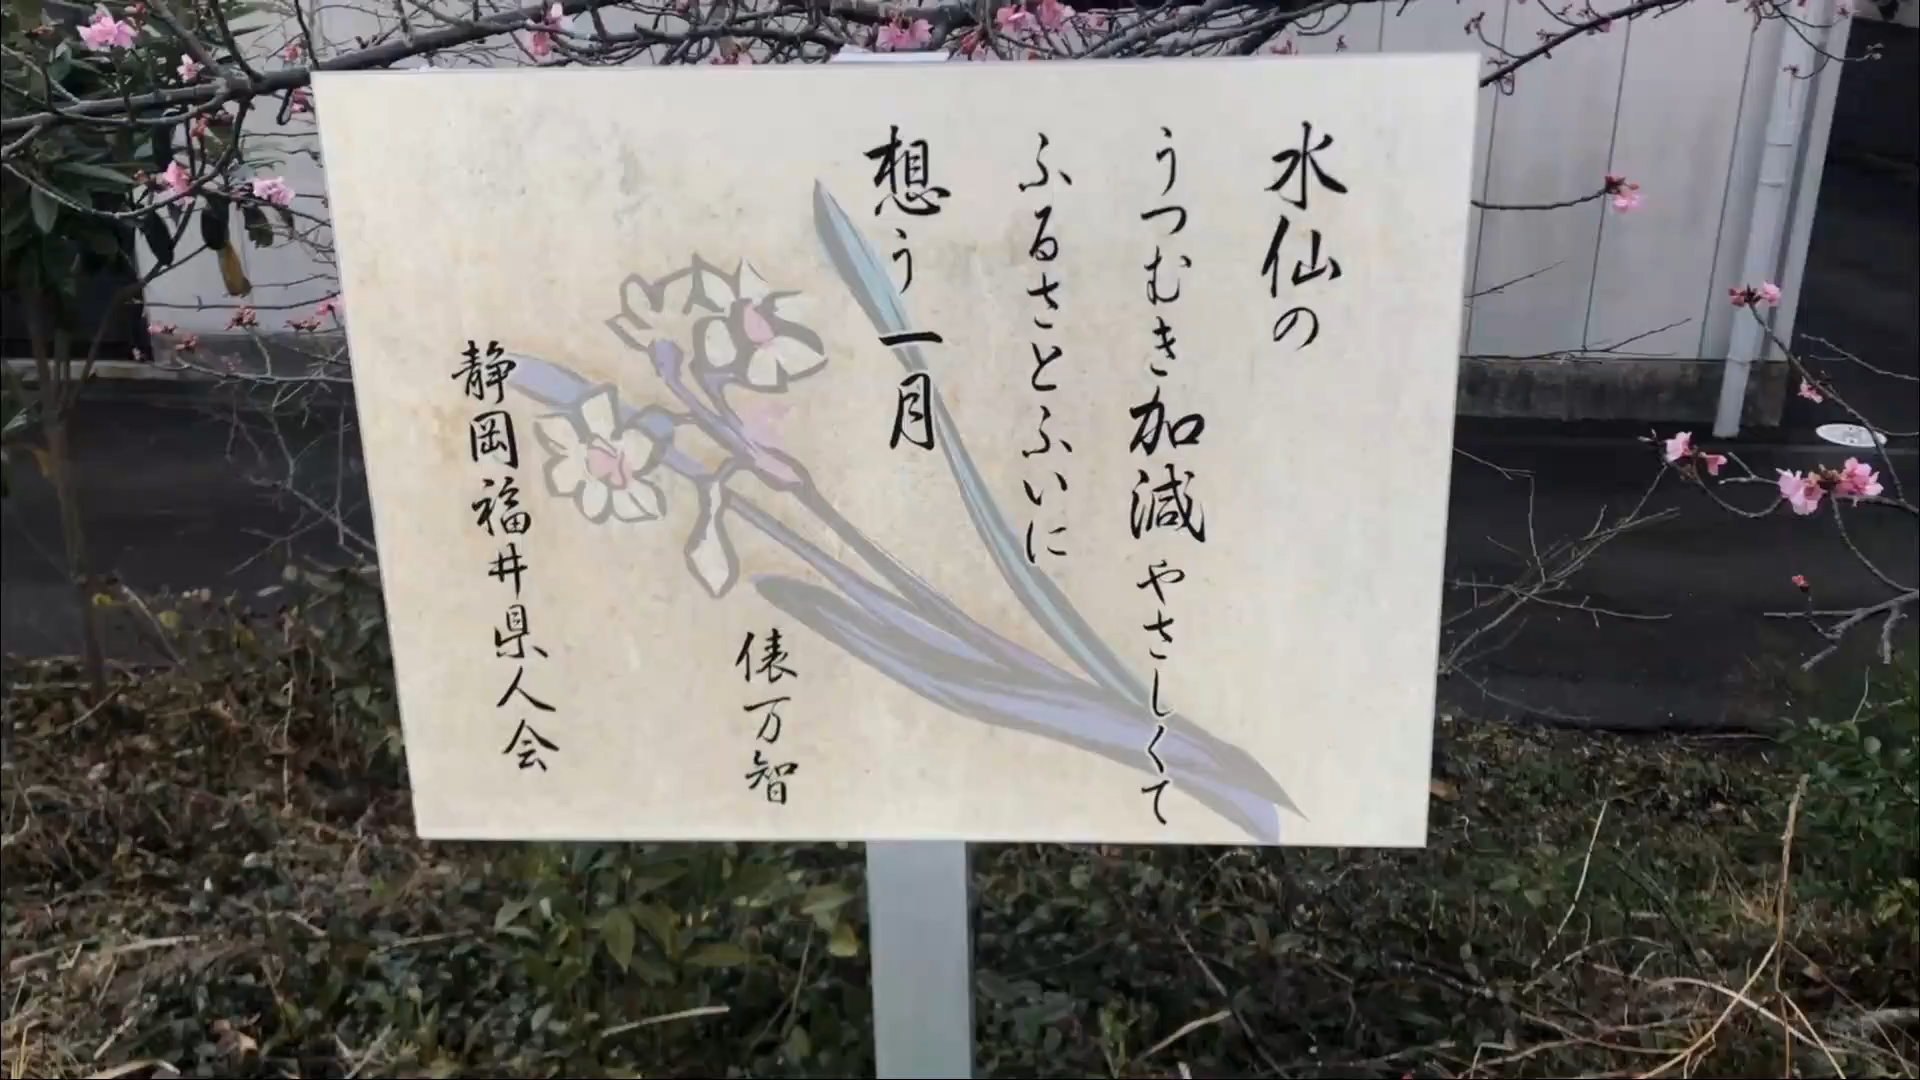 水仙の
うつむき加減やさしくて
ふるさとふいに
想う一月
俵万智
静岡福井県人会